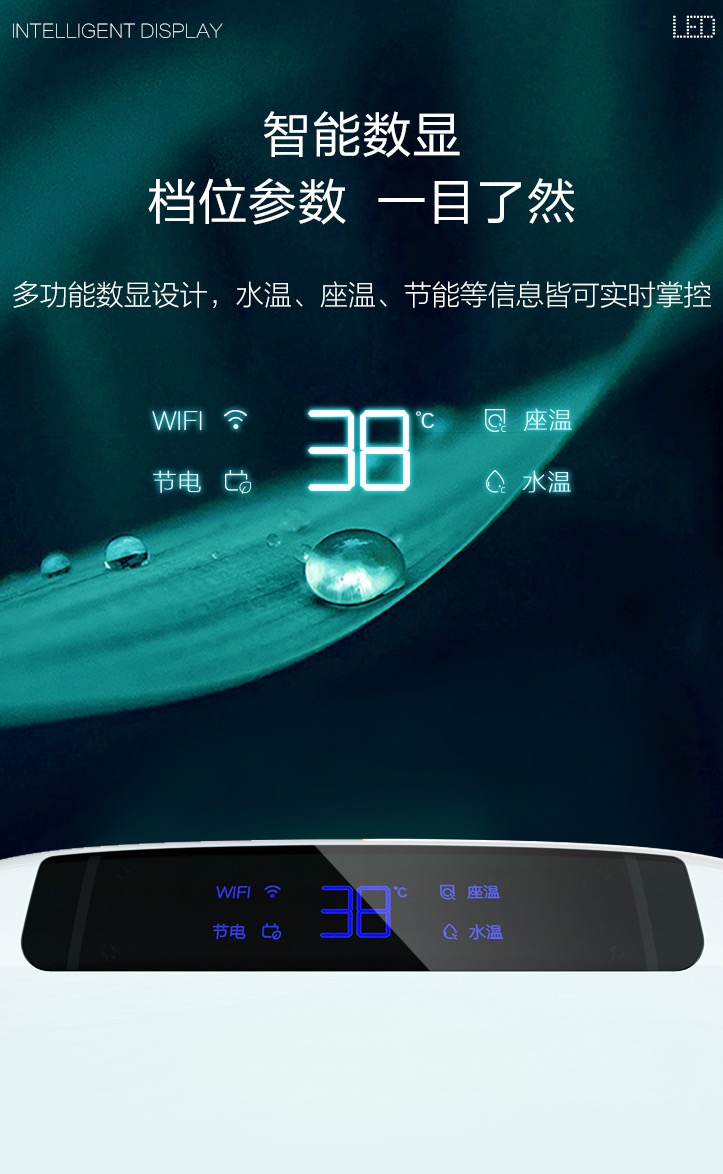 INTELLIGENT DISPLAY
LED
智能数显
档位参数 一目了然
多功能数显设计，水温、座温、节能等信息皆可实时掌控
WIFI 38℃ 座温
节电 水温
WIFI 38℃ 座温
节电 水温